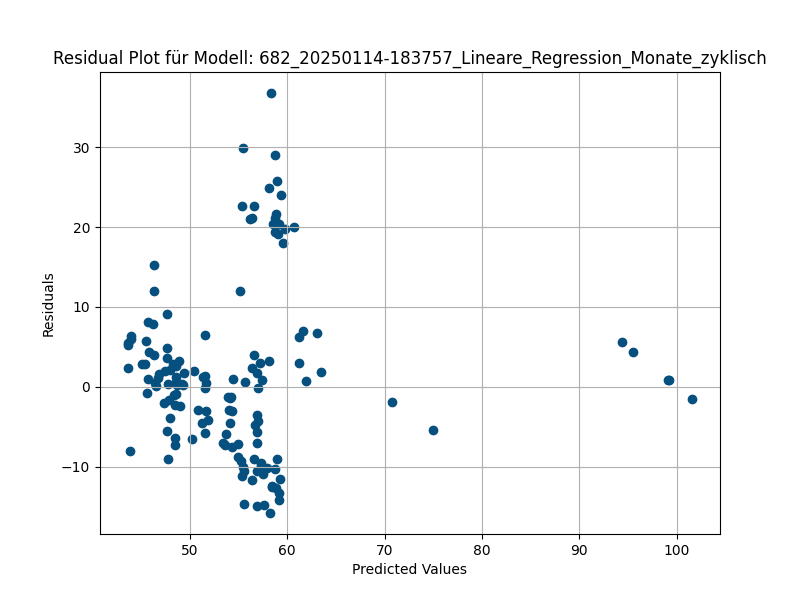 Residual Plot für Modell: 682_20250114-183757_Lineare_Regression_Monate_zyklisch
30
20
10
0
−10
Residuals
50 60 70 80 90 100
Predicted Values